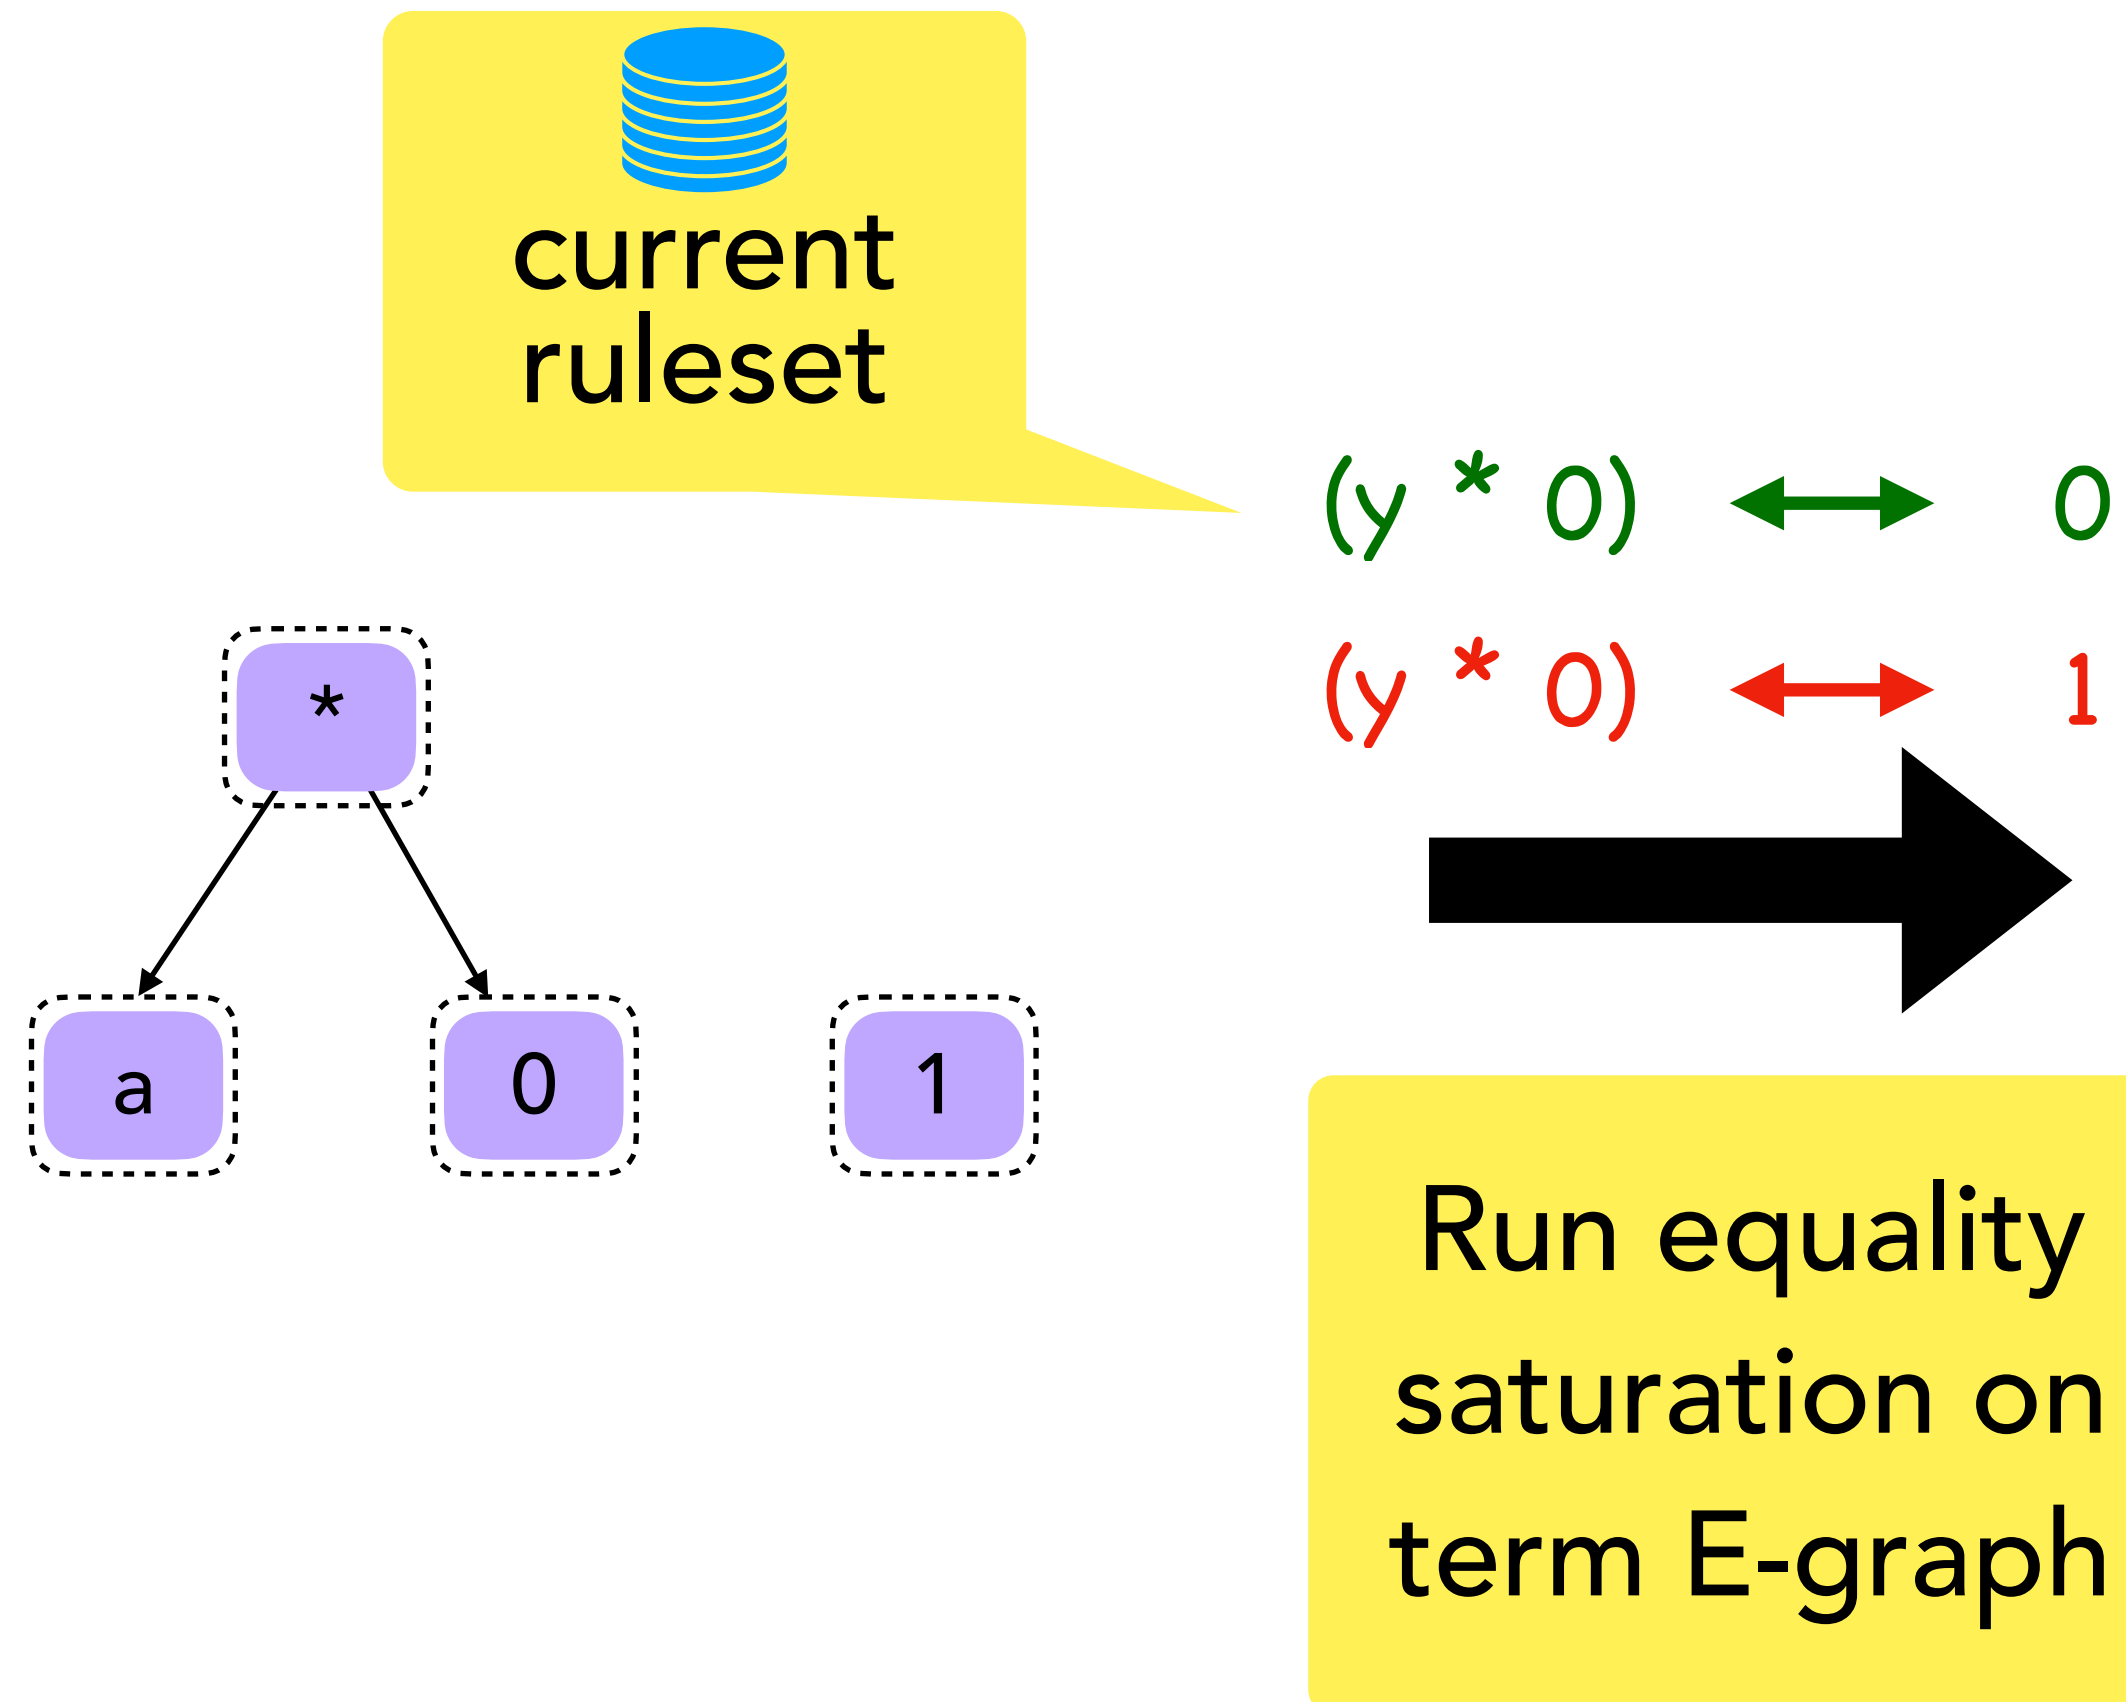 current
ruleset
(y * 0) ↔ 0
(y * 0) ↔ 1
*
a 0 1
Run equality
saturation on
term E-graph